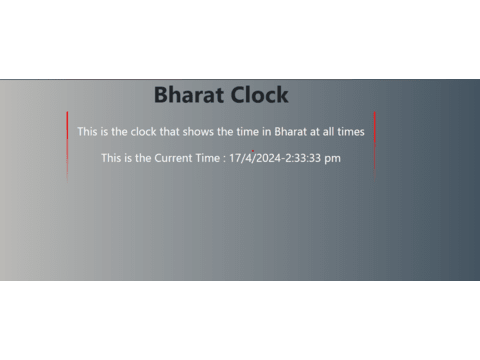 Bharat Clock
This is the clock that shows the time in Bharat at all times
This is the Current Time : 17/4/2024-2:33:33 pm